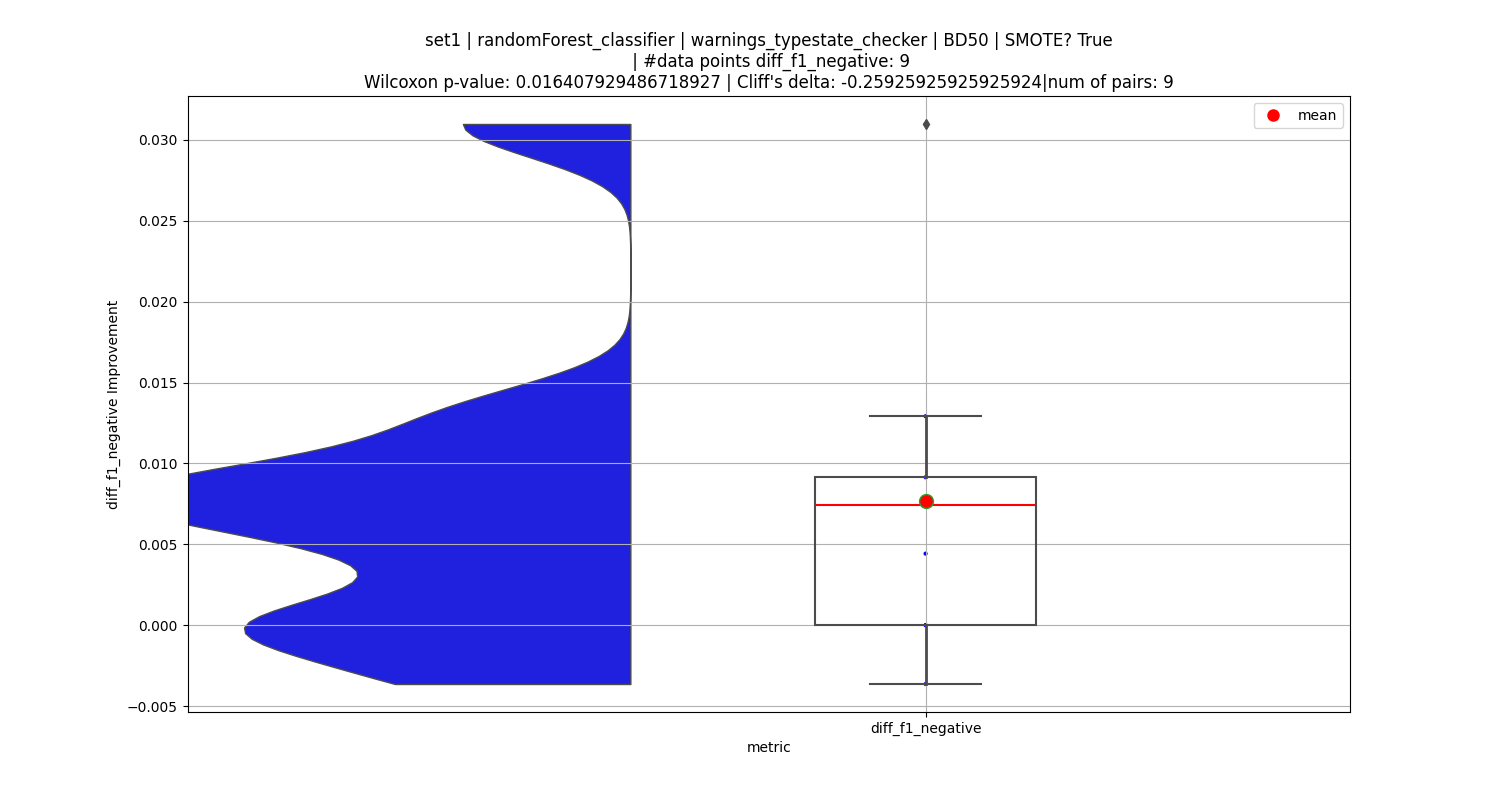 set1 | randomForest_classifier | warnings_typestate_checker | BD50 | SMOTE? True
| #data points diff_f1_negative: 9
Wilcoxon p-value: 0.016407929486718927 | Cliff's delta: -0.25925925925925924|num of pairs: 9
mean
0.030
0.025
0.020
0.015
0.010
0.005
0.000
−0.005
diff_f1_negative Improvement
diff_f1_negative
metric